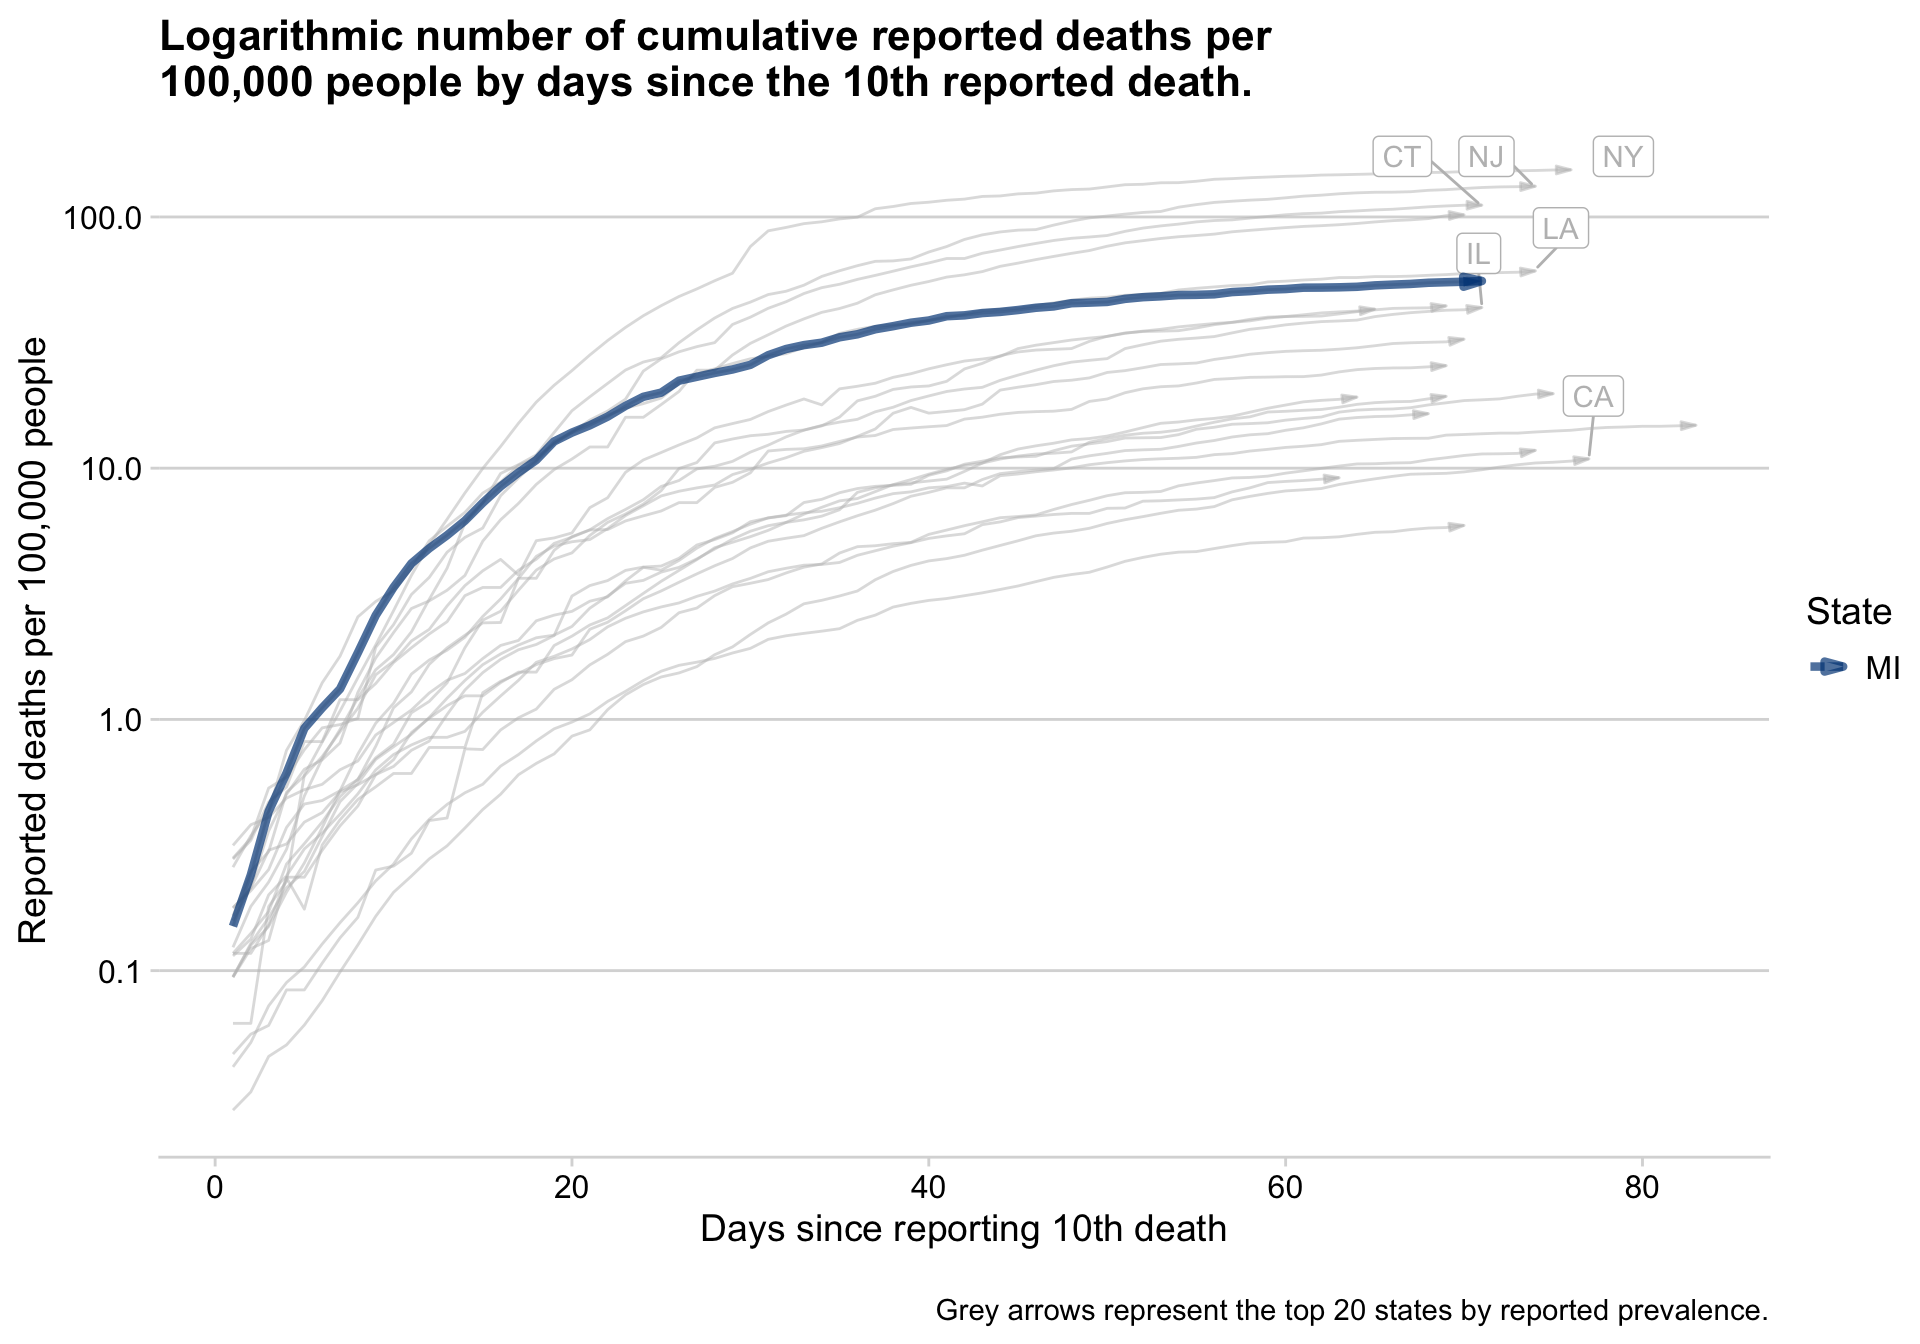 Logarithmic number of cumulative reported deaths per
100,000 people by days since the 10th reported death.
CT
NJ
NY
LA
IL
CA
100.0
10.0
1.0
0.1
Reported deaths per 100,000 people
0
20
40
60
80
Days since reporting 10th death
State
MI
Grey arrows represent the top 20 states by reported prevalence.